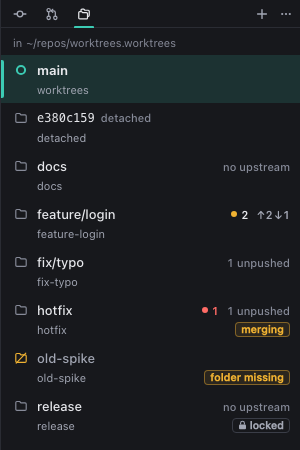 in ~/repos/worktrees.worktrees
main
worktrees
e380c159 detached
detached
docs no upstream
docs
feature/login 2 ↑2↓1
feature-login
fix/typo 1 unpushed
fix-typo
hotfix 1 1 unpushed
hotfix merging
old-spike
old-spike folder missing
release no upstream
release locked